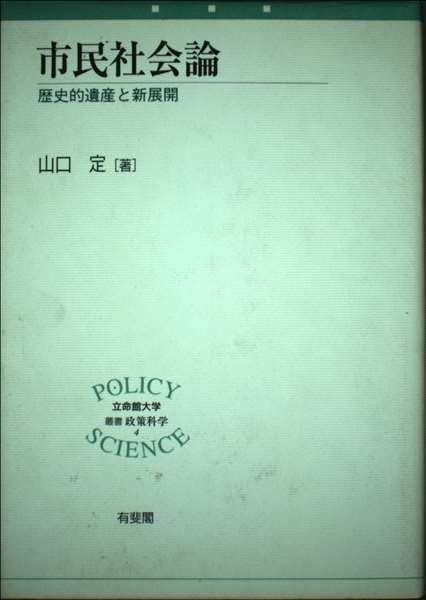 市民社会論
歴史的遺産と新展開
山口 定[著]
POLICY
立命館大学
叢書 政策科学
4
SCIENCE
有斐閣